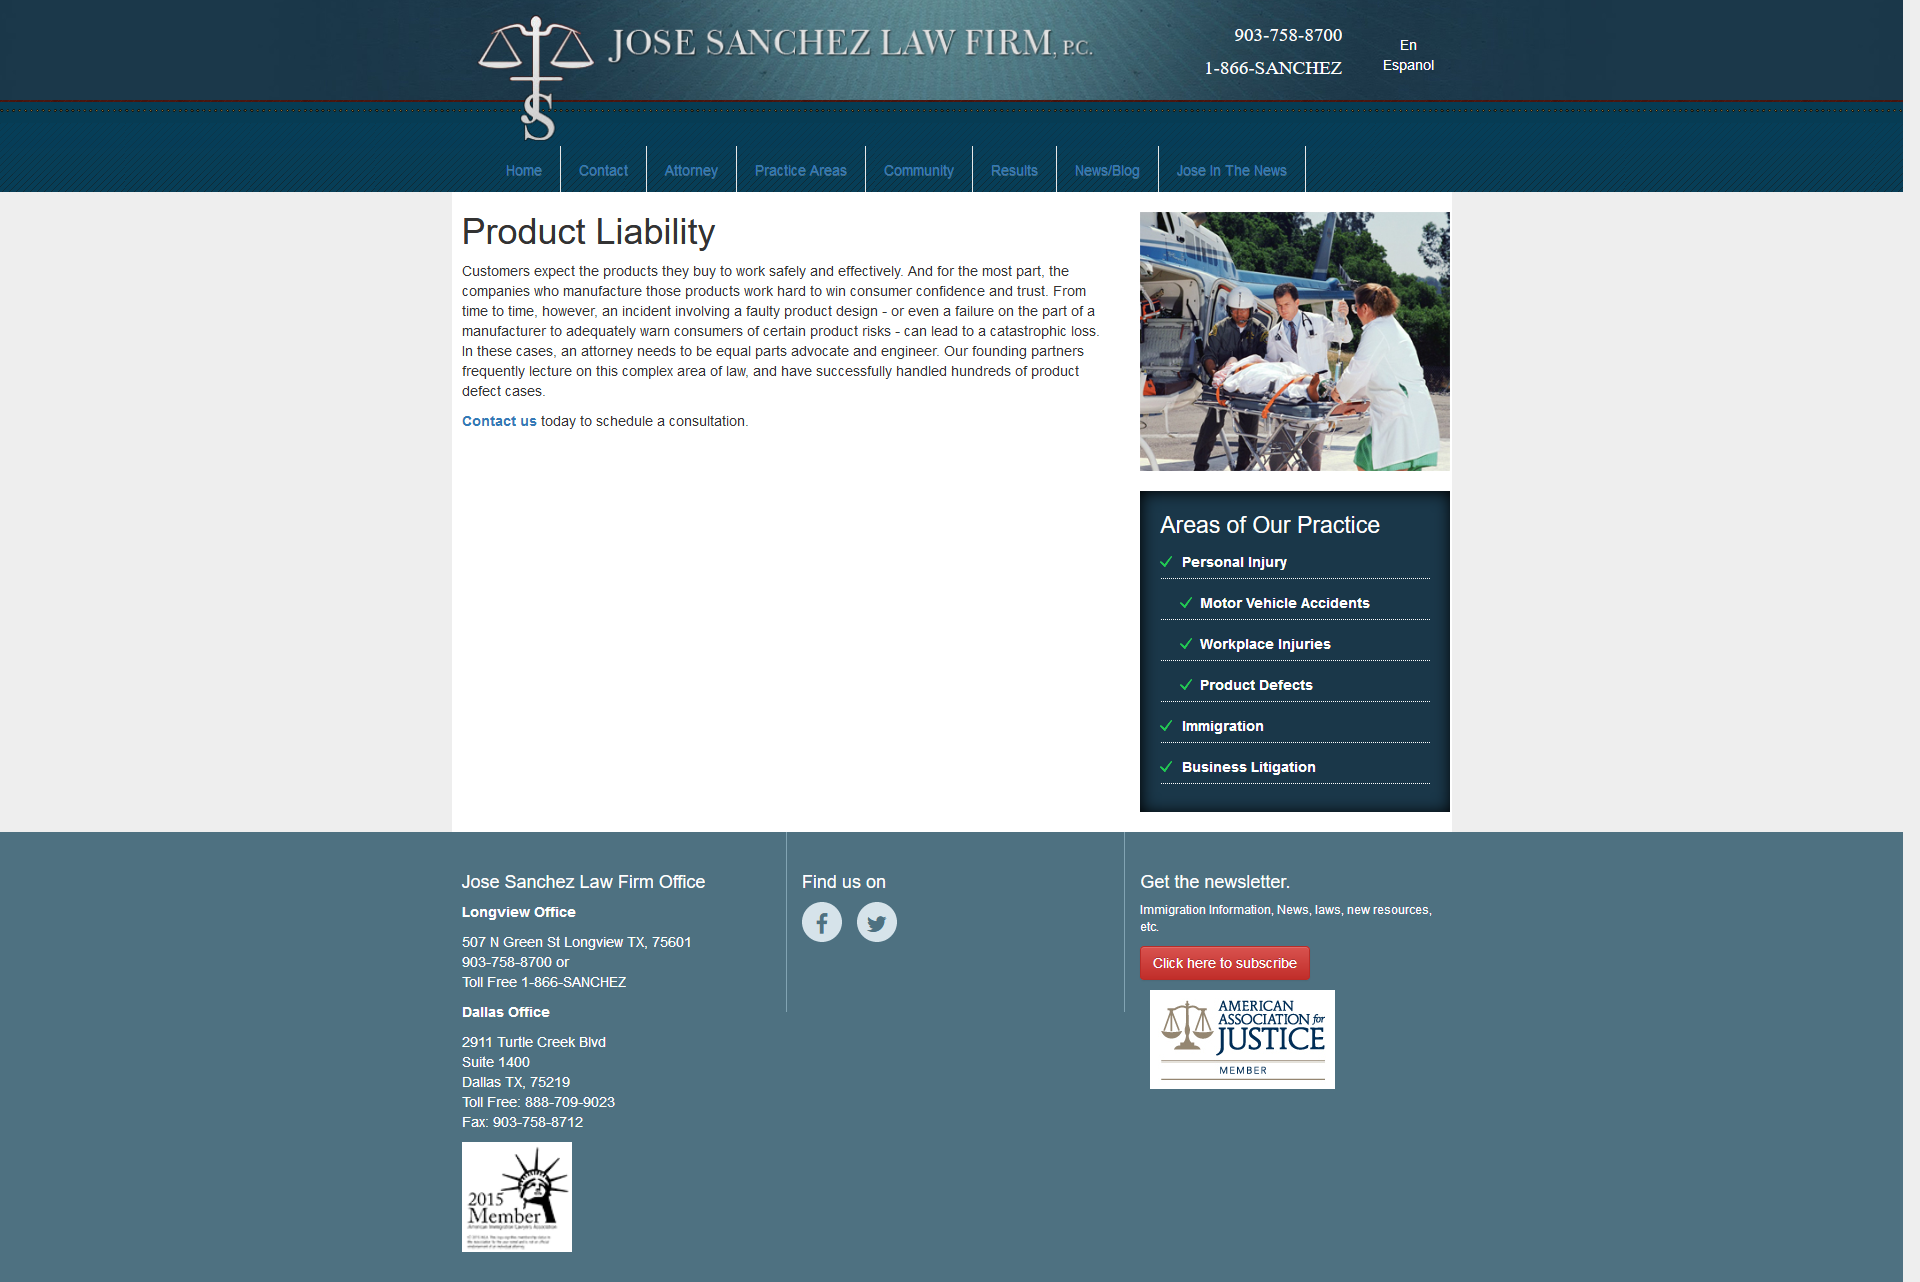 JOSE SANCHEZ LAW FIRM, P.C.
903-758-8700
1-866-SANCHEZ
En
Espanol
JS
Home
Contact
Attorney
Practice Areas
Community
Results
News/Blog
Jose In The News
Product Liability
Customers expect the products they buy to work safely and effectively. And for the most part, the
companies who manufacture those products work hard to win consumer confidence and trust. From
time to time, however, an incident involving a faulty product design - or even a failure on the part of a
manufacturer to adequately warn consumers of certain product risks - can lead to a catastrophic loss.
In these cases, an attorney needs to be equal parts advocate and engineer. Our founding partners
frequently lecture on this complex area of law, and have successfully handled hundreds of product
defect cases.
Contact us today to schedule a consultation.
Areas of Our Practice
Personal Injury
Motor Vehicle Accidents
Workplace Injuries
Product Defects
Immigration
Business Litigation
Jose Sanchez Law Firm Office
Longview Office
507 N Green St Longview TX, 75601
903-758-8700 or
Toll Free 1-866-SANCHEZ
Dallas Office
2911 Turtle Creek Blvd
Suite 1400
Dallas TX, 75219
Toll Free: 888-709-9023
Fax: 903-758-8712
2015
Member
American Immigration Lawyers Association
Find us on
Get the newsletter.
Immigration Information, News, laws, new resources,
etc.
Click here to subscribe
AMERICAN
ASSOCIATION for
JUSTICE
MEMBER